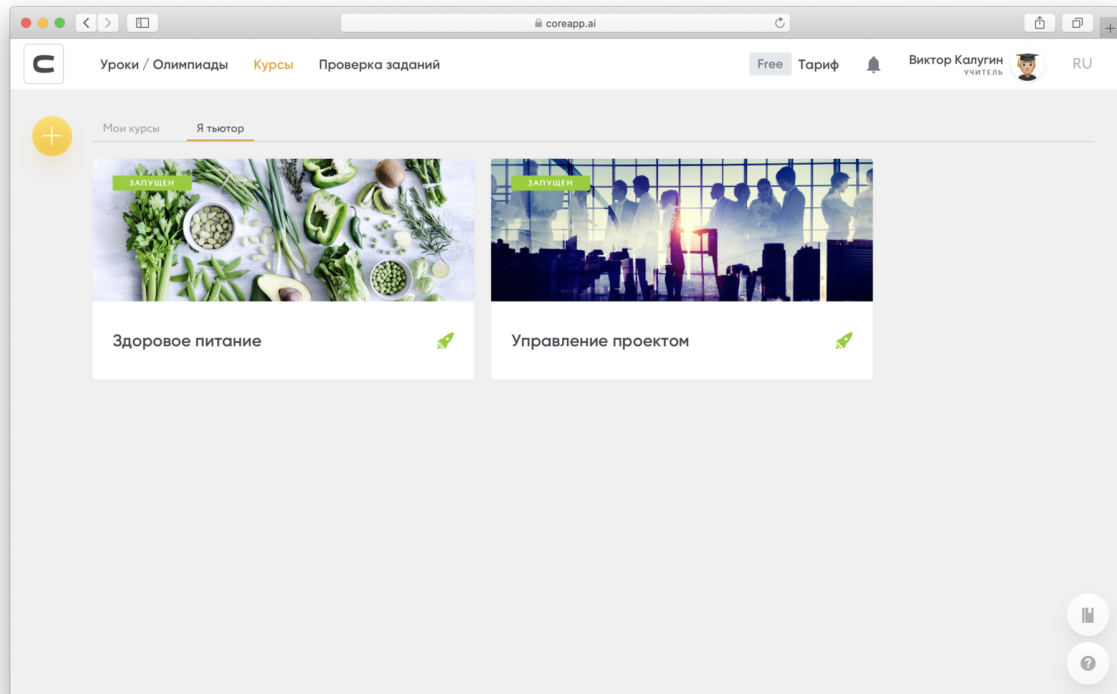 coreapp.ai
Уроки / Олимпиады Курсы Проверка заданий Free Тариф Виктор Калугин RU
УЧИТЕЛЬ
Мои курсы Я тьютор
ЗАПУЩЕН ЗАПУЩЕН
Здоровое питание Управление проектом